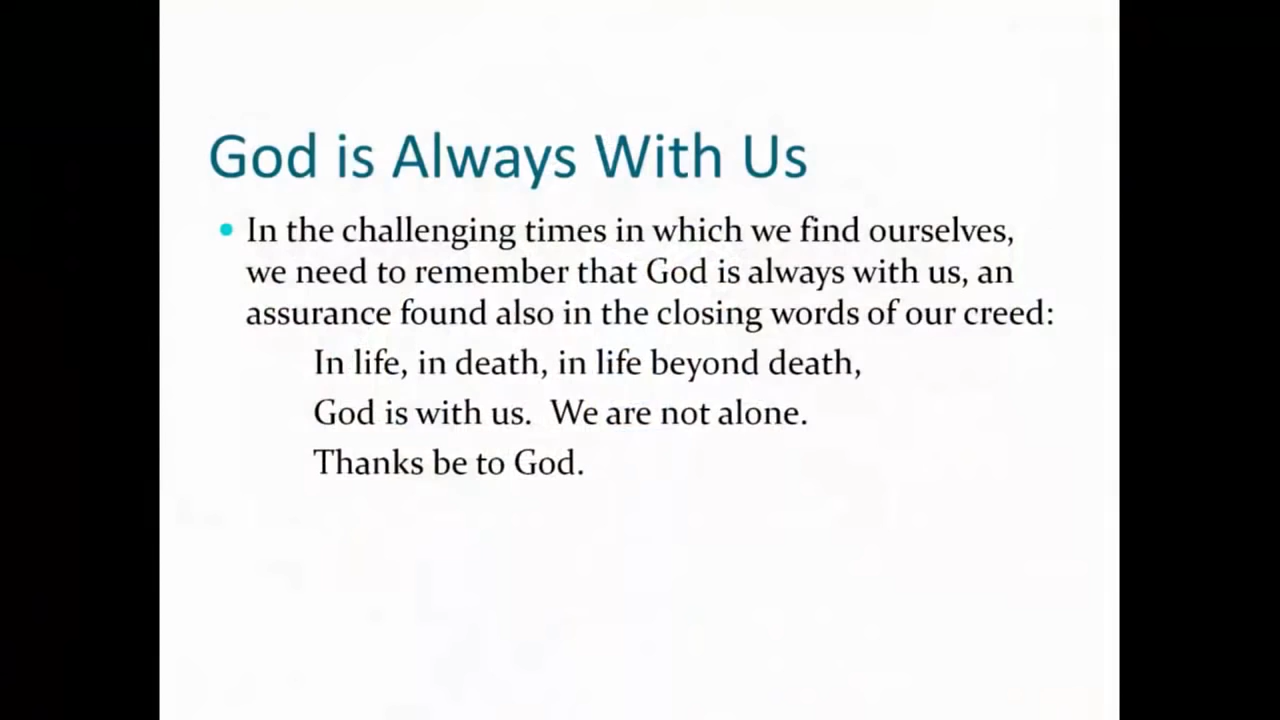 God is Always With Us
• In the challenging times in which we find ourselves,
we need to remember that God is always with us, an
assurance found also in the closing words of our creed:
In life, in death, in life beyond death,
God is with us.  We are not alone.
Thanks be to God.